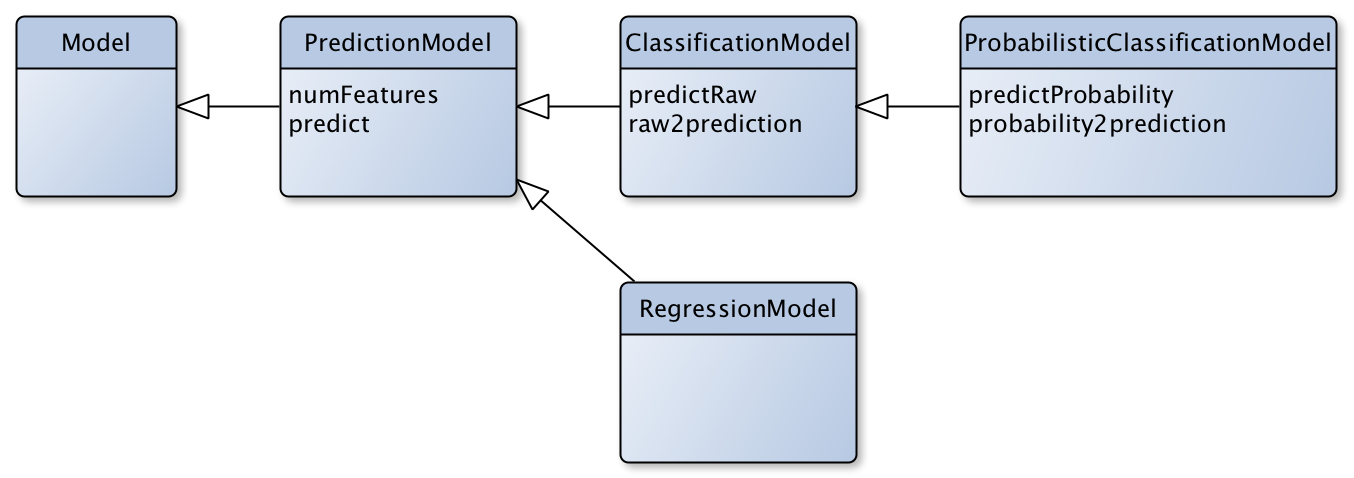 Model
PredictionModel
numFeatures
predict
ClassificationModel
predictRaw
raw2prediction
ProbabilisticClassificationModel
predictProbability
probability2prediction
RegressionModel